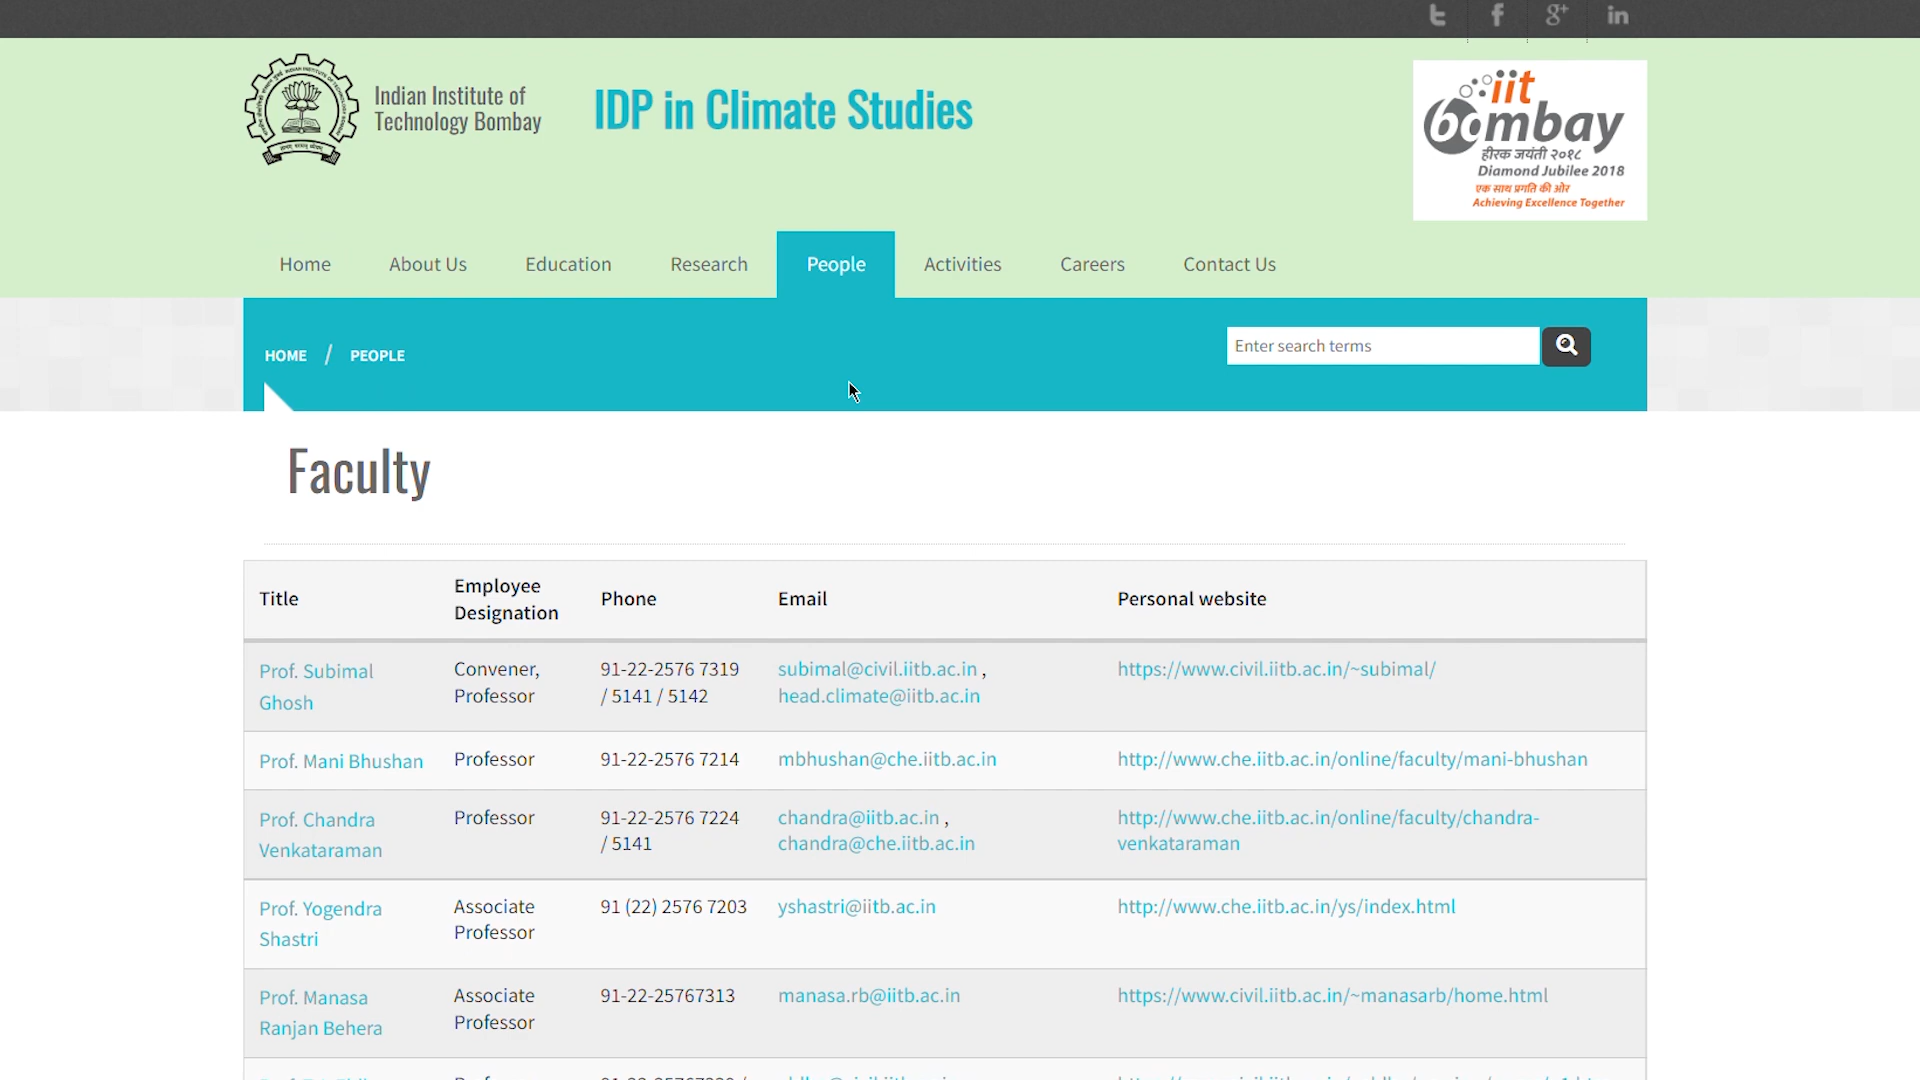 Indian Institute of
Technology Bombay
IDP in Climate Studies
iit
bombay
हीरक जयंती २०१८
Diamond Jubilee 2018
एक साथ प्रगति की ओर
Achieving Excellence Together
Home About Us Education Research People Activities Careers Contact Us
HOME / PEOPLE
Enter search terms
Faculty
Title Employee Designation Phone Email Personal website
Prof. Subimal Convener, 91-22-2576 7319 subimal@civil.iitb.ac.in , https://www.civil.iitb.ac.in/~subimal/
Ghosh Professor / 5141 / 5142 head.climate@iitb.ac.in
Prof. Mani Bhushan Professor 91-22-2576 7214 mbhushan@che.iitb.ac.in http://www.che.iitb.ac.in/online/faculty/mani-bhushan
Prof. Chandra Professor 91-22-2576 7224 chandra@iitb.ac.in , http://www.che.iitb.ac.in/online/faculty/chandra-
Venkataraman / 5141 chandra@che.iitb.ac.in venkataraman
Prof. Yogendra Associate 91 (22) 2576 7203 yshastri@iitb.ac.in http://www.che.iitb.ac.in/ys/index.html
Shastri Professor
Prof. Manasa Associate 91-22-25767313 manasa.rb@iitb.ac.in https://www.civil.iitb.ac.in/~manasarb/home.html
Ranjan Behera Professor